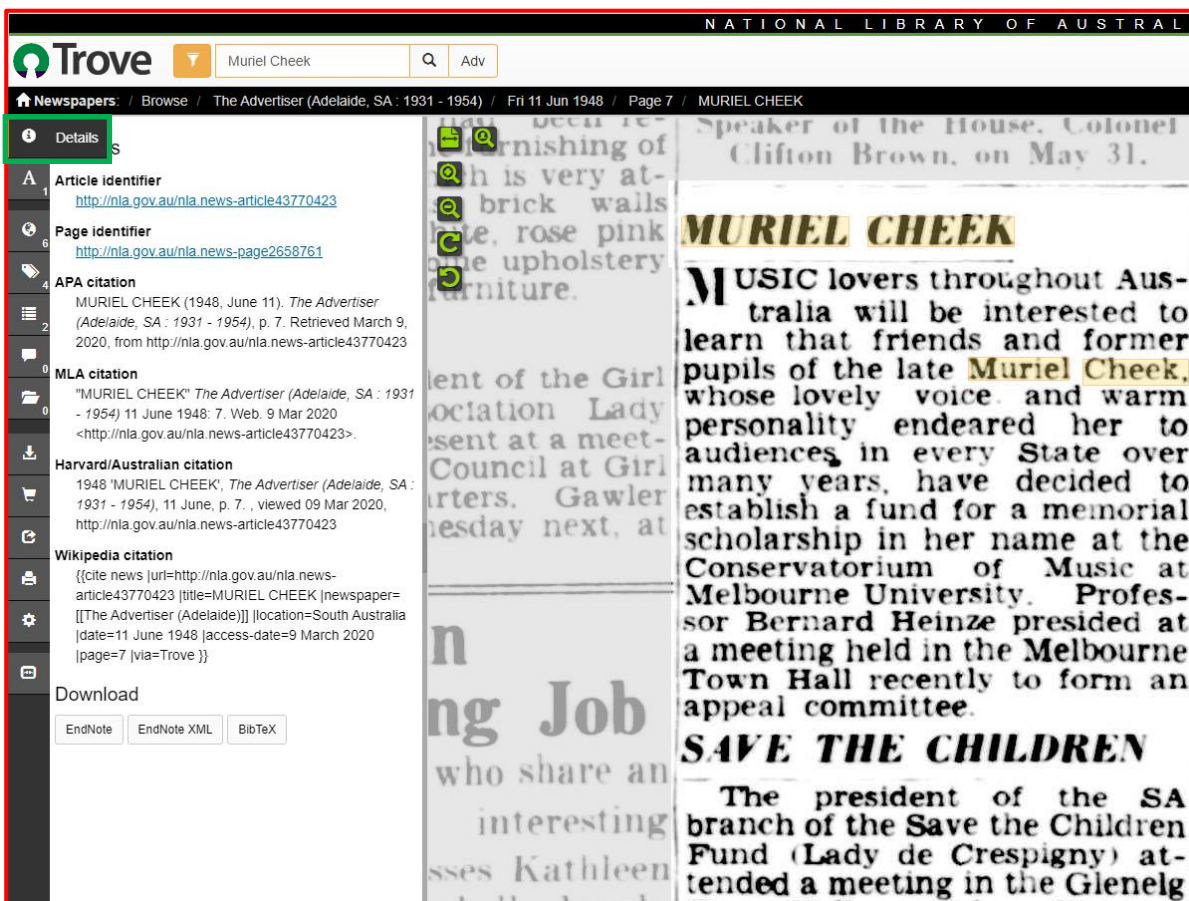 NATIONAL LIBRARY OF AUSTRAL
Trove
Muriel Cheek
Adv
Newspapers: / Browse / The Advertiser (Adelaide, SA : 1931 - 1954) / Fri 11 Jun 1948 / Page 7 / MURIEL CHEEK
Details
s
A 1
6
4
2
0
0
Article identifier
http://nla.gov.au/nla.news-article43770423
Page identifier
http://nla.gov.au/nla.news-page2658761
APA citation
MURIEL CHEEK (1948, June 11). The Advertiser
(Adelaide, SA : 1931 - 1954), p. 7. Retrieved March 9,
2020, from http://nla.gov.au/nla.news-article43770423
MLA citation
"MURIEL CHEEK" The Advertiser (Adelaide, SA : 1931
- 1954) 11 June 1948: 7. Web. 9 Mar 2020
<http://nla.gov.au/nla.news-article43770423>.
Harvard/Australian citation
1948 'MURIEL CHEEK', The Advertiser (Adelaide, SA :
1931 - 1954), 11 June, p. 7. , viewed 09 Mar 2020,
http://nla.gov.au/nla.news-article43770423
Wikipedia citation
{{cite news |url=http://nla.gov.au/nla.news-
article43770423 |title=MURIEL CHEEK |newspaper=
[[The Advertiser (Adelaide)]] |location=South Australia
|date=11 June 1948 |access-date=9 March 2020
|page=7 |via=Trove }}
Download
EndNote
EndNote XML
BibTeX
had been re-
rnishing of
h is very at-
brick walls
rose pink
upholstery
rniture.
ent of the Girl
ociation Lady
esent at a meet-
Council at Girl
rters, Gawler
nesday next, at
n
ng Job
who share an
interesting
sses Kathleen
Speaker of the House, Colonel
Clifton Brown, on May 31.
MURIEL CHEEK
MUSIC lovers throughout Aus-
tralia will be interested to
learn that friends and former
pupils of the late Muriel Cheek,
whose lovely voice and warm
personality endeared her to
audiences in every State over
many years, have decided to
establish a fund for a memorial
scholarship in her name at the
Conservatorium of Music at
Melbourne University. Profes-
sor Bernard Heinze presided at
a meeting held in the Melbourne
Town Hall recently to form an
appeal committee.
SAVE THE CHILDREN
The president of the SA
branch of the Save the Children
Fund (Lady de Crespigny) at-
tended a meeting in the Glenelg